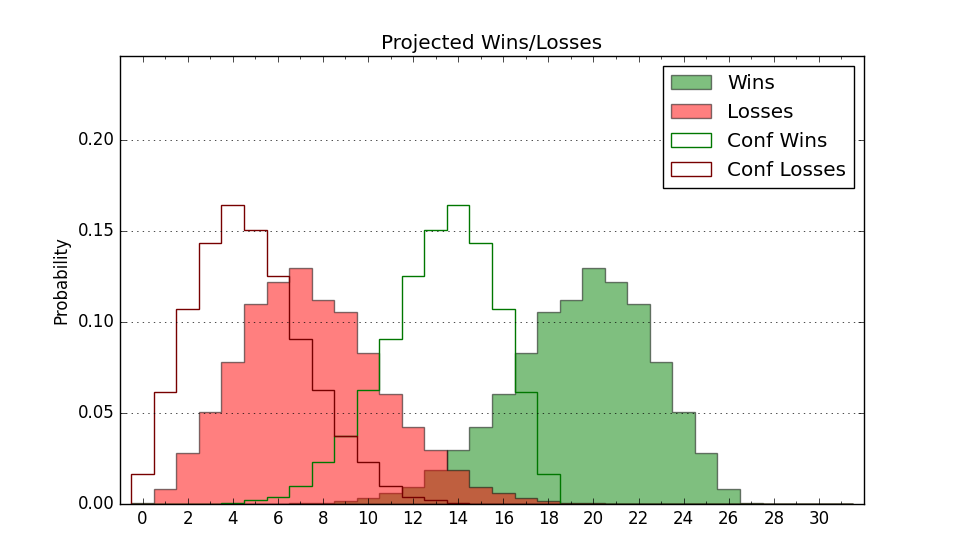 Projected Wins/Losses
Wins
Losses
Conf Wins
Conf Losses
Probability
0.20
0.15
0.10
0.05
0.00
0 2 4 6 8 10 12 14 16 18 20 22 24 26 28 30